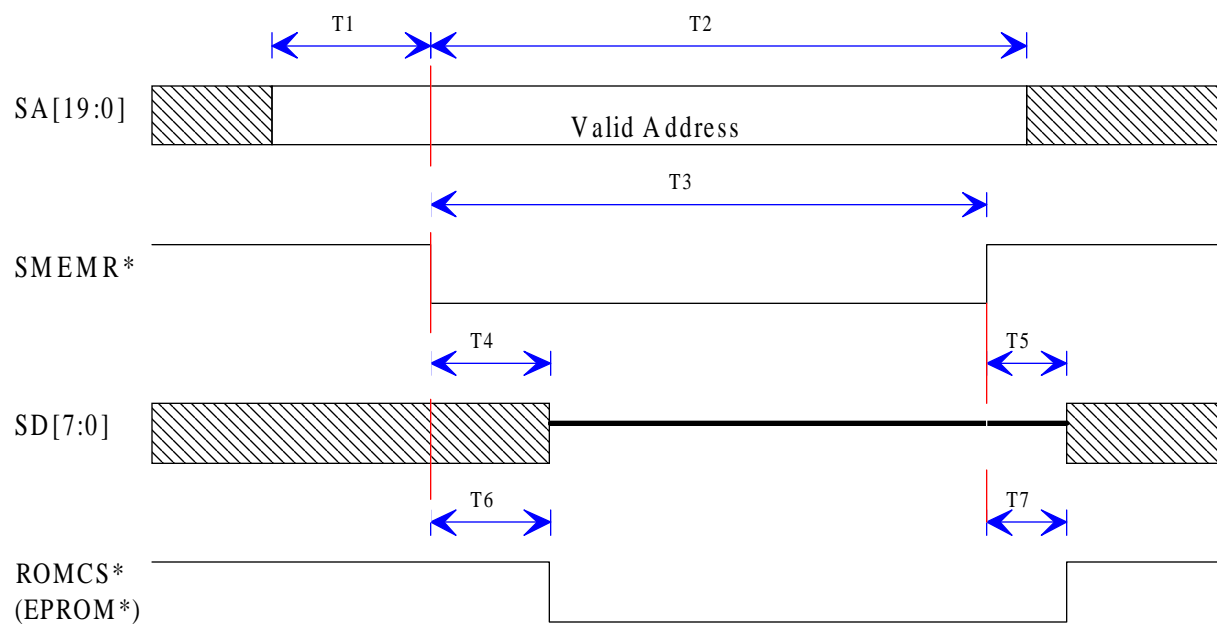 T1
T2
SA[19:0]
Valid Address
T3
SMEMR*
T4
T5
SD[7:0]
T6
T7
ROMCS*
(EPROM*)